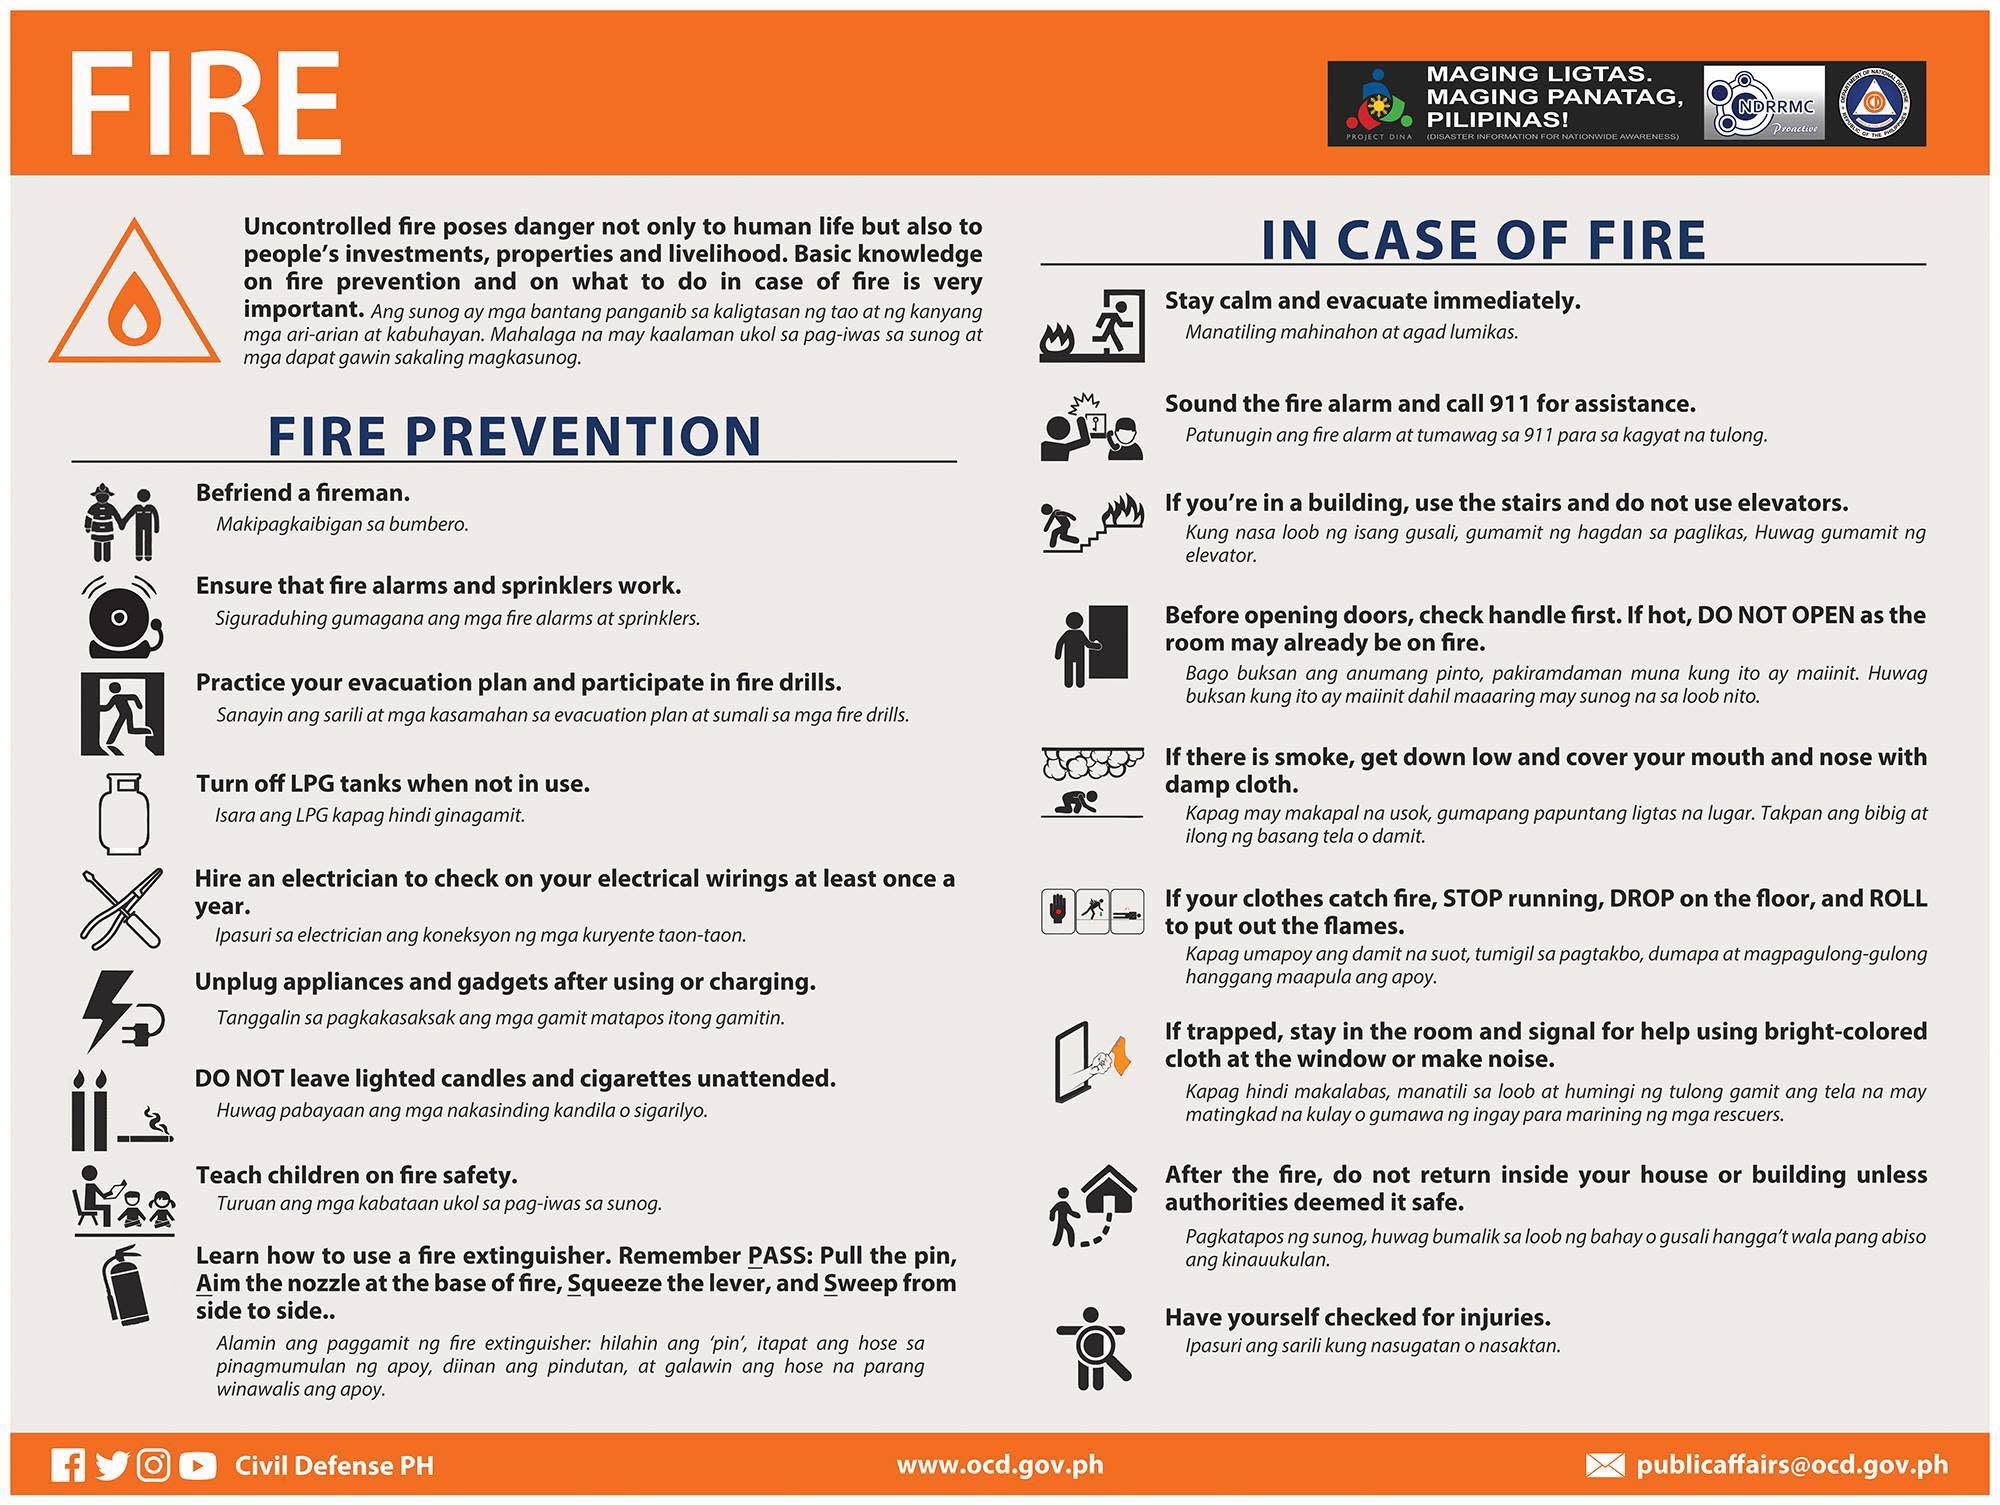 FIRE
MAGING LIGTAS.
MAGING PANATAG,
PILIPINAS!
PROJECT DINA
(DISASTER INFORMATION FOR NATIONWIDE AWARENESS)
NDRRMC
Proactive
DEPARTMENT OF NATIONAL DEFENSE
REPUBLIC OF THE PHILIPPINES
Uncontrolled fire poses danger not only to human life but also to
people's investments, properties and livelihood. Basic knowledge
on fire prevention and on what to do in case of fire is very
important. Ang sunog ay mga bantang panganib sa kaligtasan ng tao at ng kanyang
mga ari-arian at kabuhayan. Mahalaga na may kaalaman ukol sa pag-iwas sa sunog at
mga dapat gawin sakaling magkasunog.
FIRE PREVENTION
Befriend a fireman.
Makipagkaibigan sa bumbero.
Ensure that fire alarms and sprinklers work.
Siguraduhing gumagana ang mga fire alarms at sprinklers.
Practice your evacuation plan and participate in fire drills.
Sanayin ang sarili at mga kasamahan sa evacuation plan at sumali sa mga fire drills.
Turn off LPG tanks when not in use.
Isara ang LPG kapag hindi ginagamit.
Hire an electrician to check on your electrical wirings at least once a
year.
Ipasuri sa electrician ang koneksyon ng mga kuryente taon-taon.
Unplug appliances and gadgets after using or charging.
Tanggalin sa pagkakasaksak ang mga gamit matapos itong gamitin.
DO NOT leave lighted candles and cigarettes unattended.
Huwag pabayaan ang mga nakasinding kandila o sigarilyo.
Teach children on fire safety.
Turuan ang mga kabataan ukol sa pag-iwas sa sunog.
Learn how to use a fire extinguisher. Remember PASS: Pull the pin,
Aim the nozzle at the base of fire, Squeeze the lever, and Sweep from
side to side..
Alamin ang paggamit ng fire extinguisher: hilahin ang 'pin', itapat ang hose sa
pinagmumulan ng apoy, diinan ang pindutan, at galawin ang hose na parang
winawalis ang apoy.
IN CASE OF FIRE
Stay calm and evacuate immediately.
Manatiling mahinahon at agad lumikas.
Sound the fire alarm and call 911 for assistance.
Patunugin ang fire alarm at tumawag sa 911 para sa kagyat na tulong.
If you're in a building, use the stairs and do not use elevators.
Kung nasa loob ng isang gusali, gumamit ng hagdan sa paglikas, Huwag gumamit ng
elevator.
Before opening doors, check handle first. If hot, DO NOT OPEN as the
room may already be on fire.
Bago buksan ang anumang pinto, pakiramdaman muna kung ito ay maiinit. Huwag
buksan kung ito ay maiinit dahil maaaring may sunog na sa loob nito.
If there is smoke, get down low and cover your mouth and nose with
damp cloth.
Kapag may makapal na usok, gumapang papuntang ligtas na lugar. Takpan ang bibig at
ilong ng basang tela o damit.
If your clothes catch fire, STOP running, DROP on the floor, and ROLL
to put out the flames.
Kapag umapoy ang damit na suot, tumigil sa pagtakbo, dumapa at magpagulong-gulong
hanggang maapula ang apoy.
If trapped, stay in the room and signal for help using bright-colored
cloth at the window or make noise.
Kapag hindi makalabas, manatili sa loob at humingi ng tulong gamit ang tela na may
matingkad na kulay o gumawa ng ingay para marining ng mga rescuers.
After the fire, do not return inside your house or building unless
authorities deemed it safe.
Pagkatapos ng sunog, huwag bumalik sa loob ng bahay o gusali hangga't wala pang abiso
ang kinauukulan.
Have yourself checked for injuries.
Ipasuri ang sarili kung nasugatan o nasaktan.
Civil Defense PH
www.ocd.gov.ph
publicaffairs@ocd.gov.ph